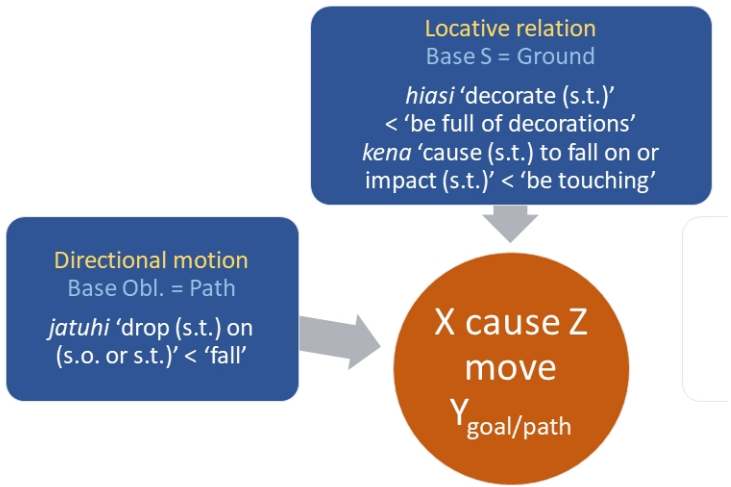 Locative relation
Base S = Ground
hiasi ‘decorate (s.t.)’
< ‘be full of decorations’
kena ‘cause (s.t.) to fall on or
impact (s.t.)’ < ‘be touching’
Directional motion
Base Obl. = Path
jatuhi ‘drop (s.t.) on
(s.o. or s.t.)’ < ‘fall’
X cause Z
move
Ygoal/path